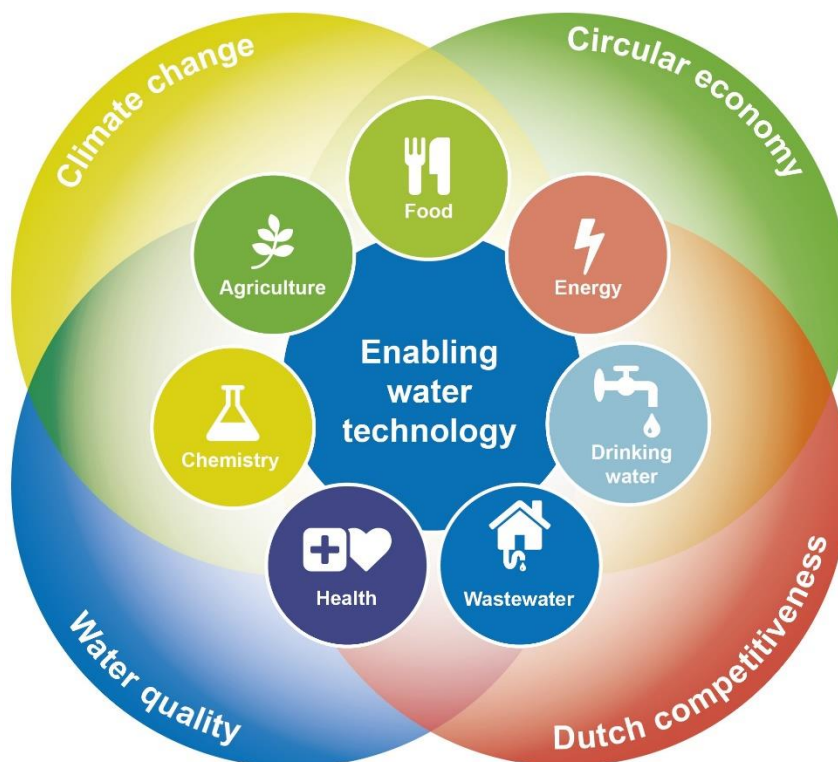 Climate change
Circular economy
Food
Agriculture
Energy
Enabling
water
technology
Chemistry
Drinking
water
Health
Wastewater
Water quality
Dutch competitiveness